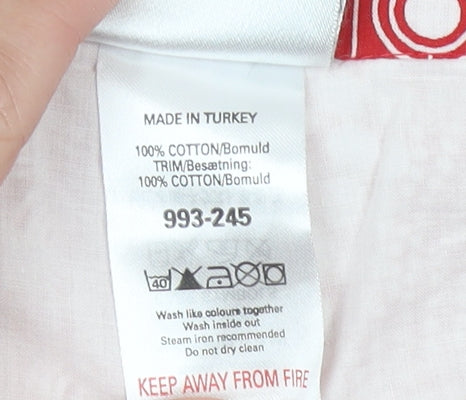 MADE IN TURKEY
100% COTTON/Bomuld
TRIM/Besætning:
100% COTTON/Bomuld
993-245
40
Wash like colours together
Wash inside out
Steam iron recommended
Do not dry clean
KEEP AWAY FROM FIRE